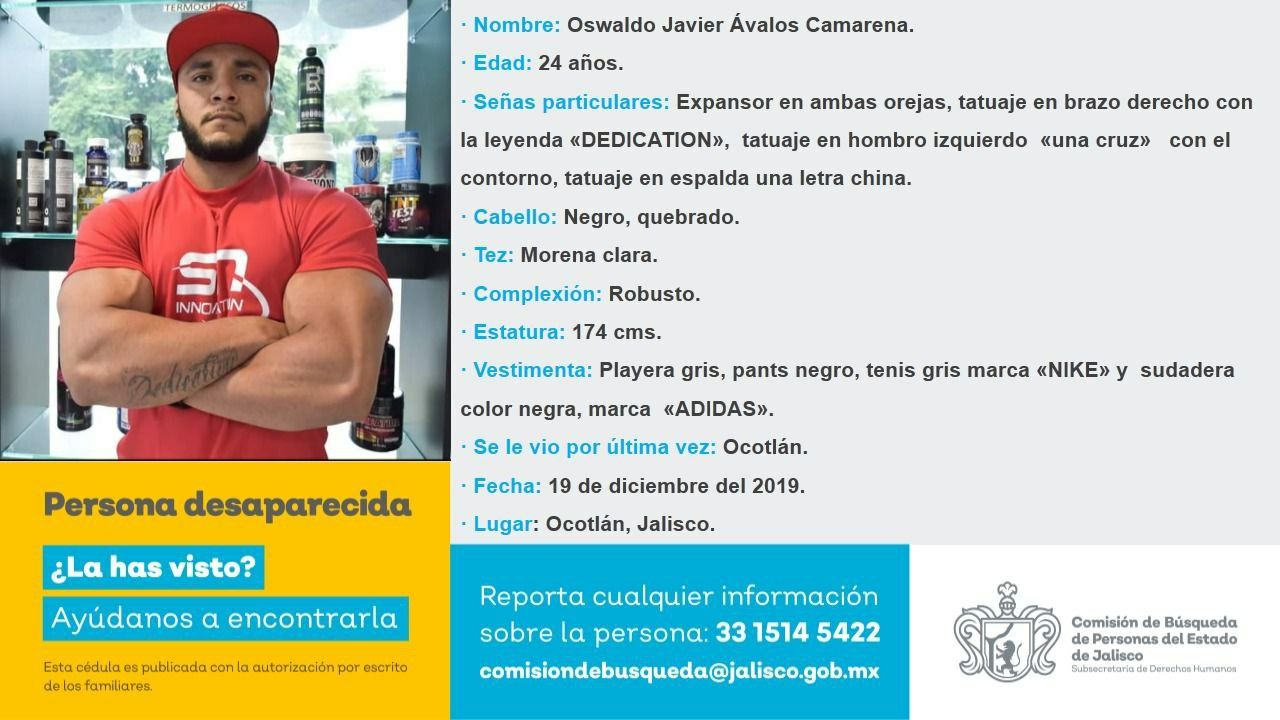 TERMOGÉNICOS
SN
INNOVATION
Dedication
TNT
TEST
· Nombre: Oswaldo Javier Ávalos Camarena.
· Edad: 24 años.
· Señas particulares: Expansor en ambas orejas, tatuaje en brazo derecho con
la leyenda «DEDICATION», tatuaje en hombro izquierdo «una cruz» con el
contorno, tatuaje en espalda una letra china.
· Cabello: Negro, quebrado.
· Tez: Morena clara.
· Complexión: Robusto.
· Estatura: 174 cms.
· Vestimenta: Playera gris, pants negro, tenis gris marca «NIKE» y sudadera
color negra, marca «ADIDAS».
· Se le vio por última vez: Ocotlán.
· Fecha: 19 de diciembre del 2019.
· Lugar: Ocotlán, Jalisco.
Persona desaparecida
¿La has visto?
Ayúdanos a encontrarla
Esta cédula es publicada con la autorización por escrito
de los familiares.
Reporta cualquier información
sobre la persona: 33 1514 5422
comisiondebusqueda@jalisco.gob.mx
Comisión de Búsqueda
de Personas del Estado
de Jalisco
Subsecretaría de Derechos Humanos